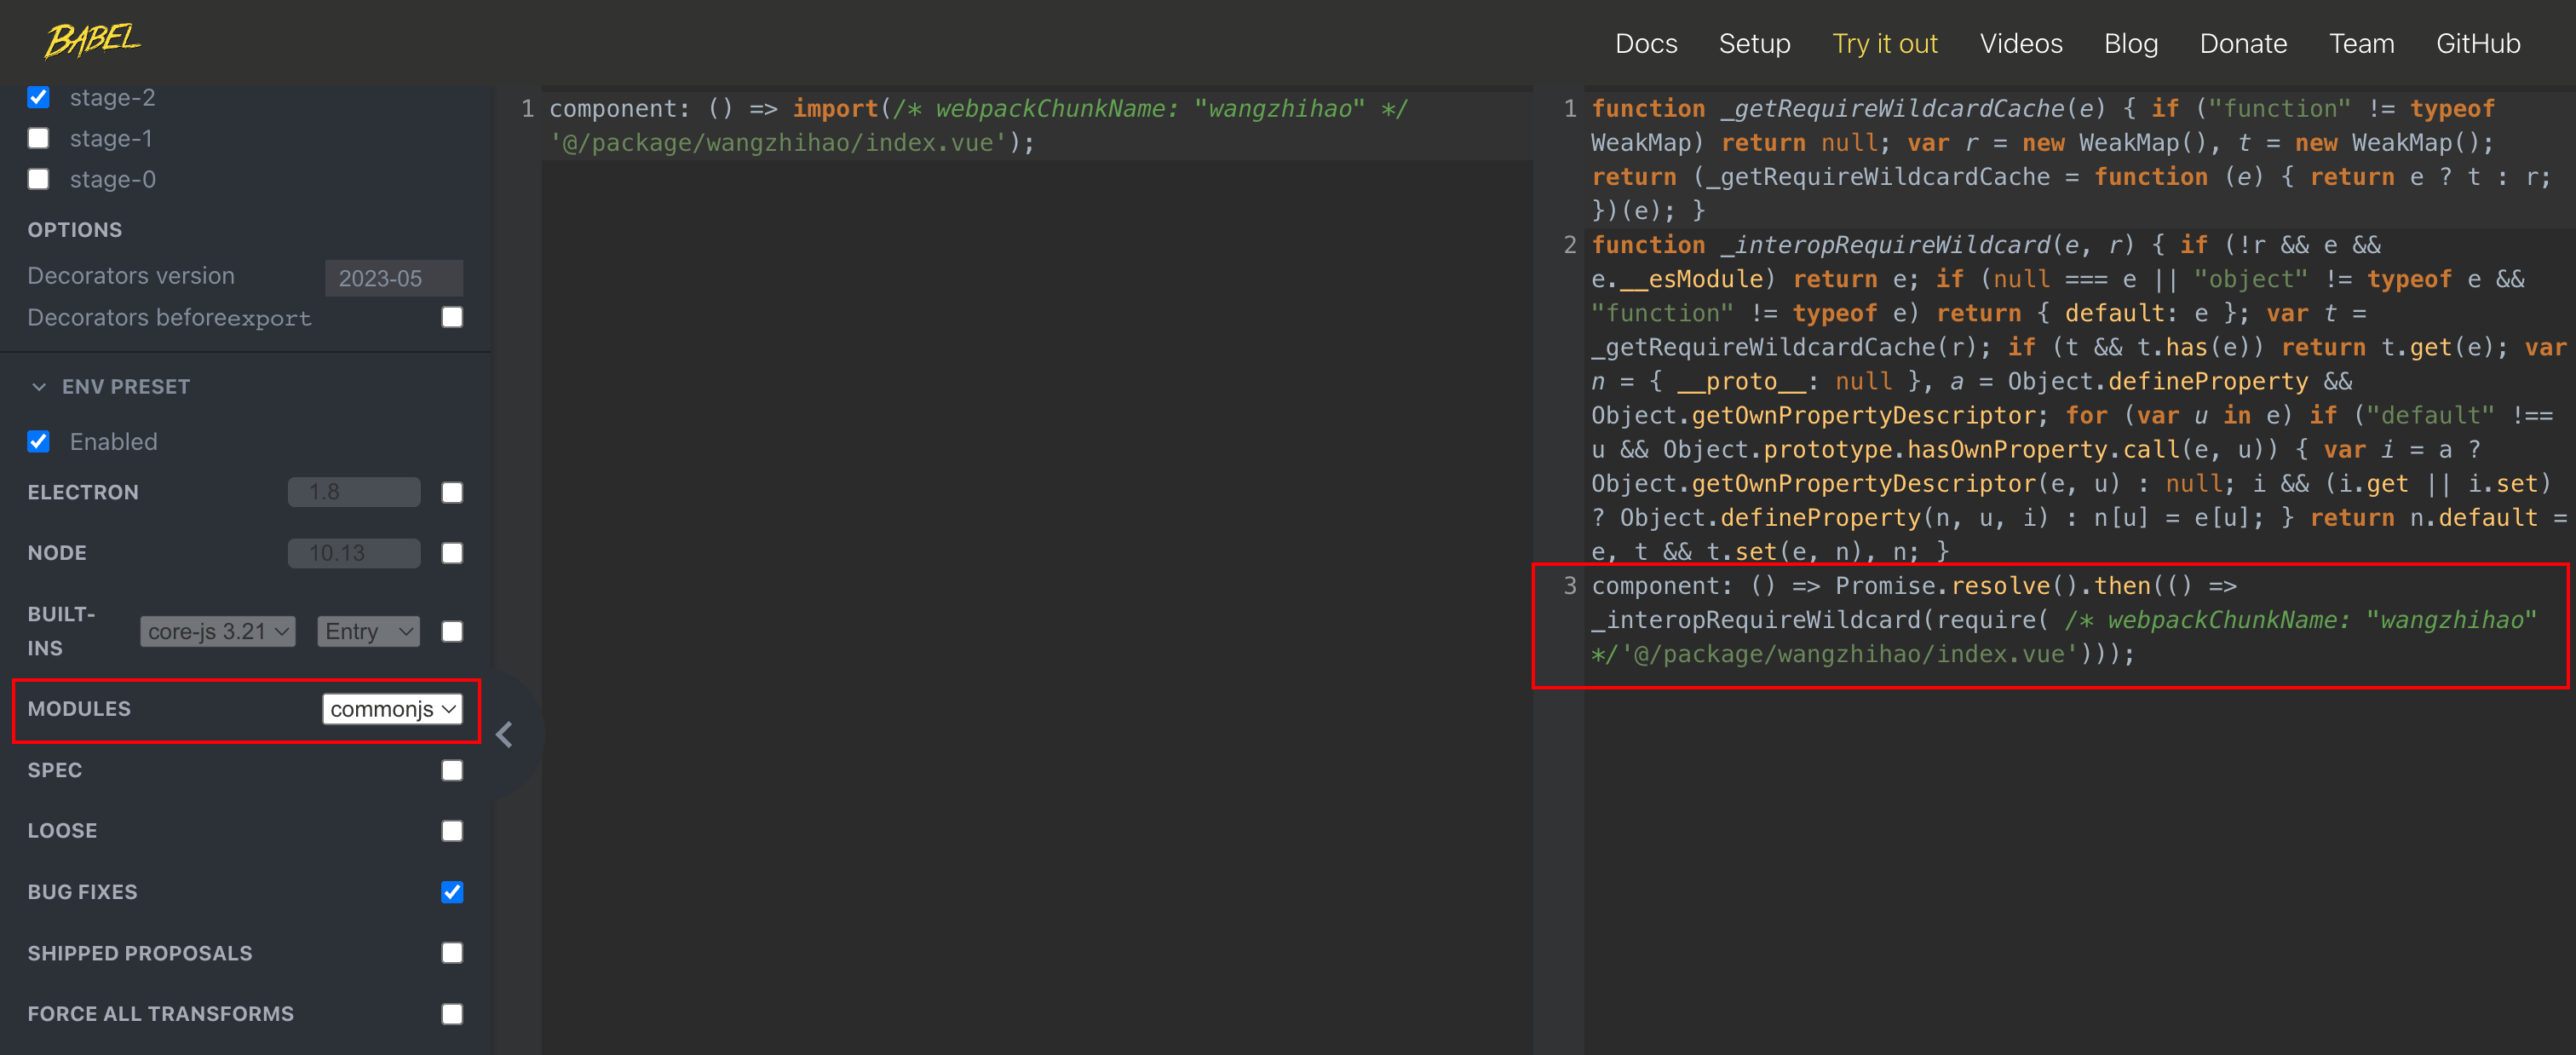 BABEL
Docs Setup Try it out Videos Blog Donate Team GitHub
stage-2
stage-1
stage-0
OPTIONS
Decorators version 2023-05
Decorators beforeexport
ENV PRESET
Enabled
ELECTRON 1.8
NODE 10.13
BUILT-
INS
core-js 3.21 Entry
MODULES commonjs
SPEC
LOOSE
BUG FIXES
SHIPPED PROPOSALS
FORCE ALL TRANSFORMS
1 component: () => import(/* webpackChunkName: "wangzhihao" */
'@/package/wangzhihao/index.vue');
1 function _getRequireWildcardCache(e) { if ("function" != typeof
WeakMap) return null; var r = new WeakMap(), t = new WeakMap();
return (_getRequireWildcardCache = function (e) { return e ? t : r;
})(e); }
2 function _interopRequireWildcard(e, r) { if (!r && e &&
e.__esModule) return e; if (null === e || "object" != typeof e &&
"function" != typeof e) return { default: e }; var t =
_getRequireWildcardCache(r); if (t && t.has(e)) return t.get(e); var
n = { __proto__: null }, a = Object.defineProperty &&
Object.getOwnPropertyDescriptor; for (var u in e) if ("default" !==
u && Object.prototype.hasOwnProperty.call(e, u)) { var i = a ?
Object.getOwnPropertyDescriptor(e, u) : null; i && (i.get || i.set)
? Object.defineProperty(n, u, i) : n[u] = e[u]; } return n.default =
e, t && t.set(e, n), n; }
3 component: () => Promise.resolve().then(() =>
_interopRequireWildcard(require( /* webpackChunkName: "wangzhihao"
*/'@/package/wangzhihao/index.vue')));